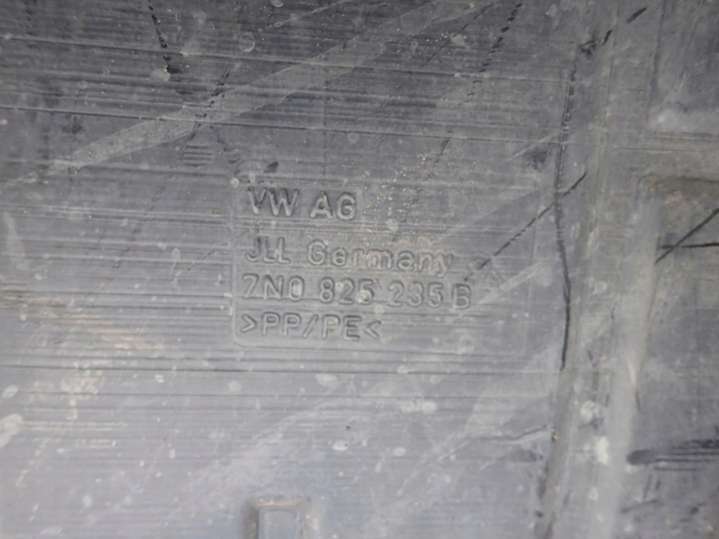 VW AG
JLL Germany
7N0 825 235 B
>PP/PE<